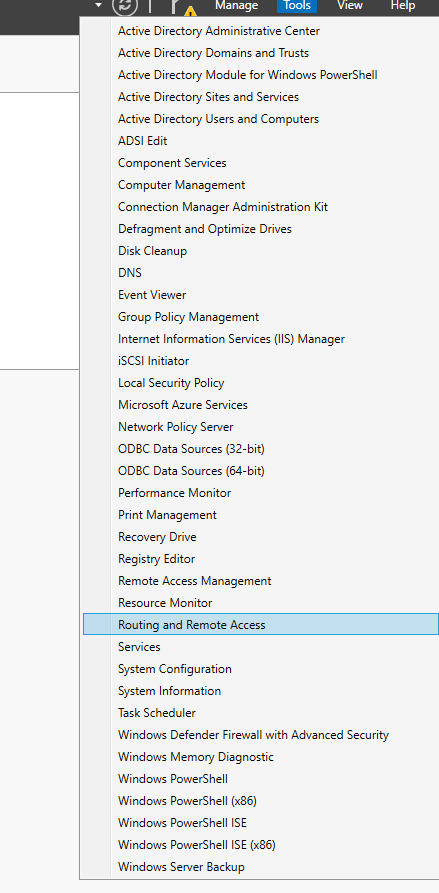 Manage Tools View Help
Active Directory Administrative Center
Active Directory Domains and Trusts
Active Directory Module for Windows PowerShell
Active Directory Sites and Services
Active Directory Users and Computers
ADSI Edit
Component Services
Computer Management
Connection Manager Administration Kit
Defragment and Optimize Drives
Disk Cleanup
DNS
Event Viewer
Group Policy Management
Internet Information Services (IIS) Manager
iSCSI Initiator
Local Security Policy
Microsoft Azure Services
Network Policy Server
ODBC Data Sources (32-bit)
ODBC Data Sources (64-bit)
Performance Monitor
Print Management
Recovery Drive
Registry Editor
Remote Access Management
Resource Monitor
Routing and Remote Access
Services
System Configuration
System Information
Task Scheduler
Windows Defender Firewall with Advanced Security
Windows Memory Diagnostic
Windows PowerShell
Windows PowerShell (x86)
Windows PowerShell ISE
Windows PowerShell ISE (x86)
Windows Server Backup